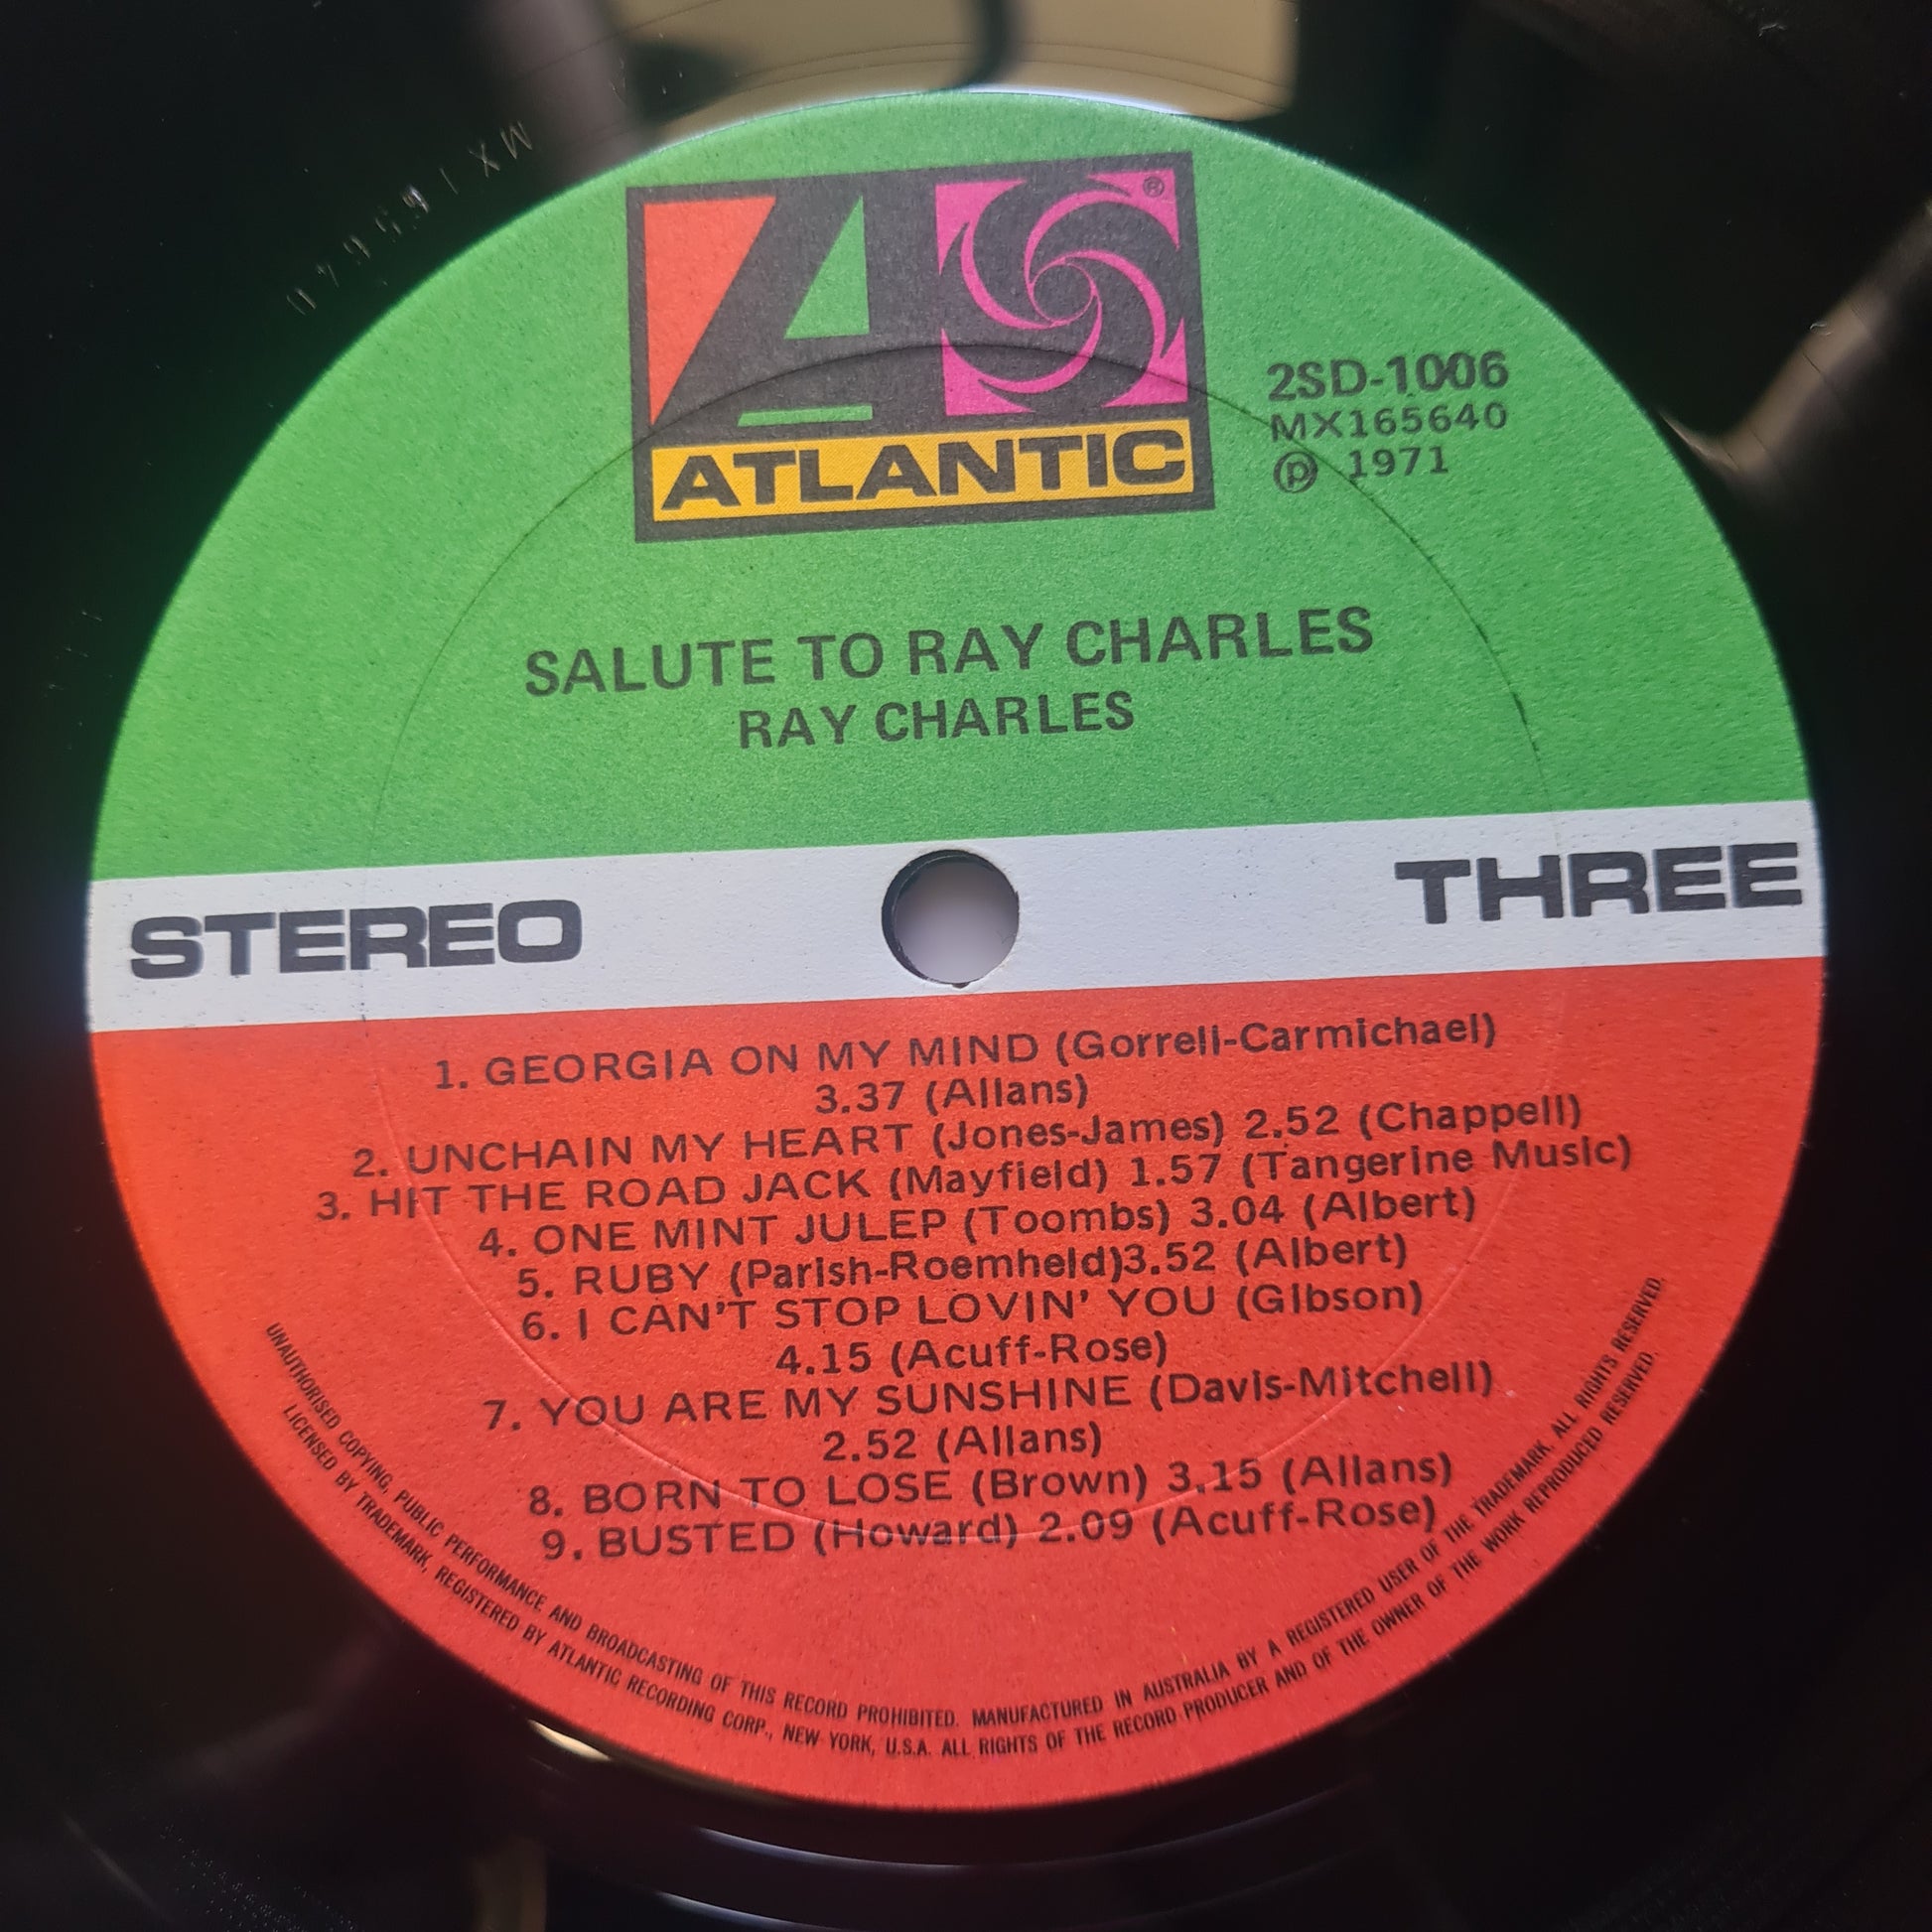 MX165640
®
ATLANTIC
2SD-1006
MX165640
℗ 1971
SALUTE TO RAY CHARLES
RAY CHARLES
STEREO
THREE
1. GEORGIA ON MY MIND (Gorrell-Carmichael)
3.37 (Allans)
2. UNCHAIN MY HEART (Jones-James) 2.52 (Chappell)
3. HIT THE ROAD JACK (Mayfield) 1.57 (Tangerine Music)
4. ONE MINT JULEP (Toombs) 3.04 (Albert)
5. RUBY (Parish-Roemheld)3.52 (Albert)
6. I CAN'T STOP LOVIN' YOU (Gibson)
4.15 (Acuff-Rose)
7. YOU ARE MY SUNSHINE (Davis-Mitchell)
2.52 (Allans)
8. BORN TO LOSE (Brown) 3.15 (Allans)
9. BUSTED (Howard) 2.09 (Acuff-Rose)
UNAUTHORISED COPYING, PUBLIC PERFORMANCE AND BROADCASTING OF THIS RECORD PROHIBITED. MANUFACTURED IN AUSTRALIA BY A REGISTERED USER OF THE TRADEMARK. ALL RIGHTS RESERVED.
LICENSED BY TRADEMARK, REGISTERED BY ATLANTIC RECORDING CORP., NEW YORK, U.S.A. ALL RIGHTS OF THE RECORD PRODUCER AND OF THE OWNER OF THE WORK REPRODUCED RESERVED.